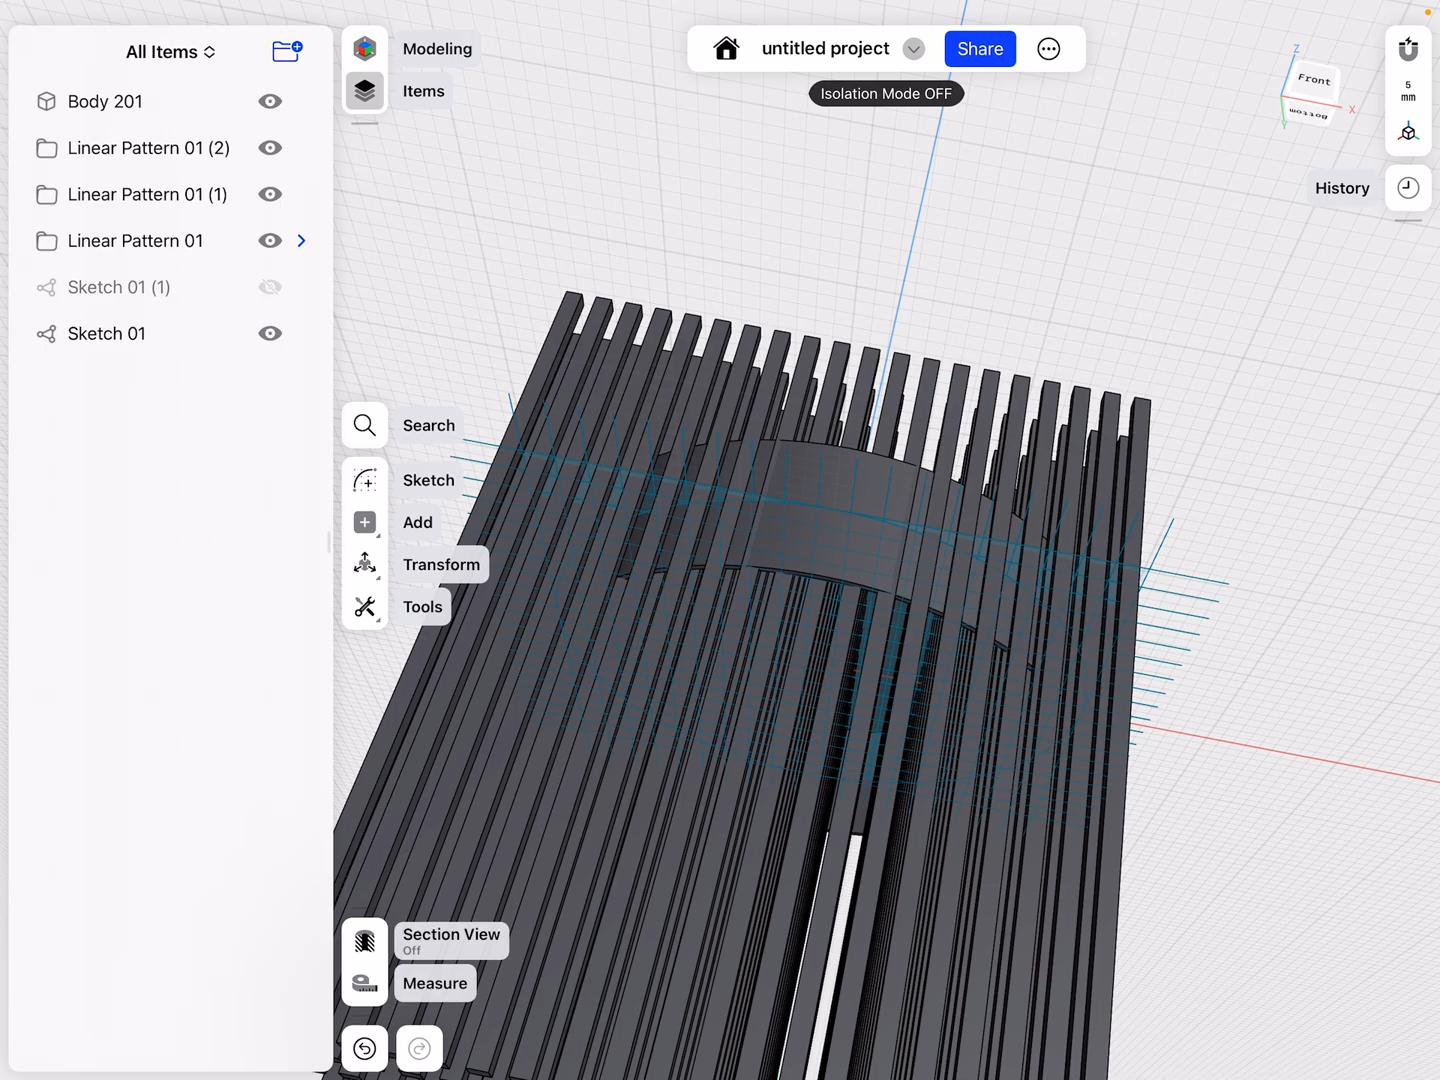 All Items
Body 201
Linear Pattern 01 (2)
Linear Pattern 01 (1)
Linear Pattern 01
Sketch 01 (1)
Sketch 01
Modeling
Items
untitled project
Share
Isolation Mode OFF
Z
Front
Bottom
X
Y
5
mm
History
Search
Sketch
Add
Transform
Tools
Section View
Off
Measure